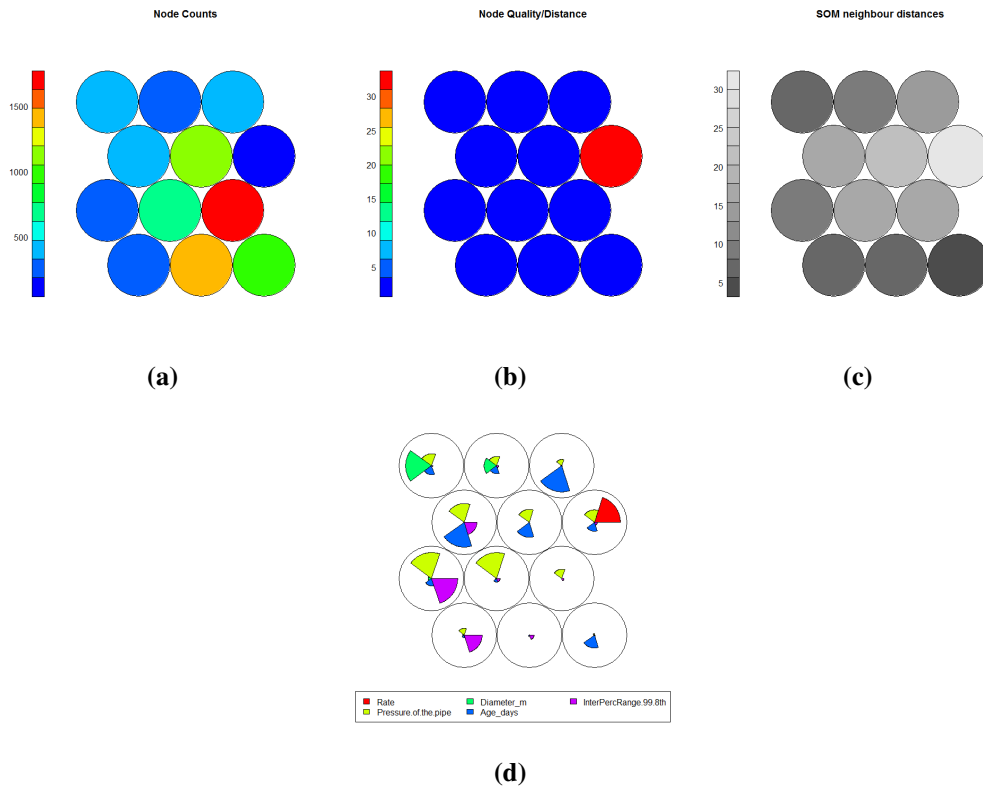 Node Counts
Node Quality/Distance
SOM neighbour distances
1500
1000
500
30
25
20
15
10
5
30
25
20
15
10
5
(a)
(b)
(c)
Rate
Diameter_m
InterPercRange.99.8th
Pressure.of.the.pipe
Age_days
(d)